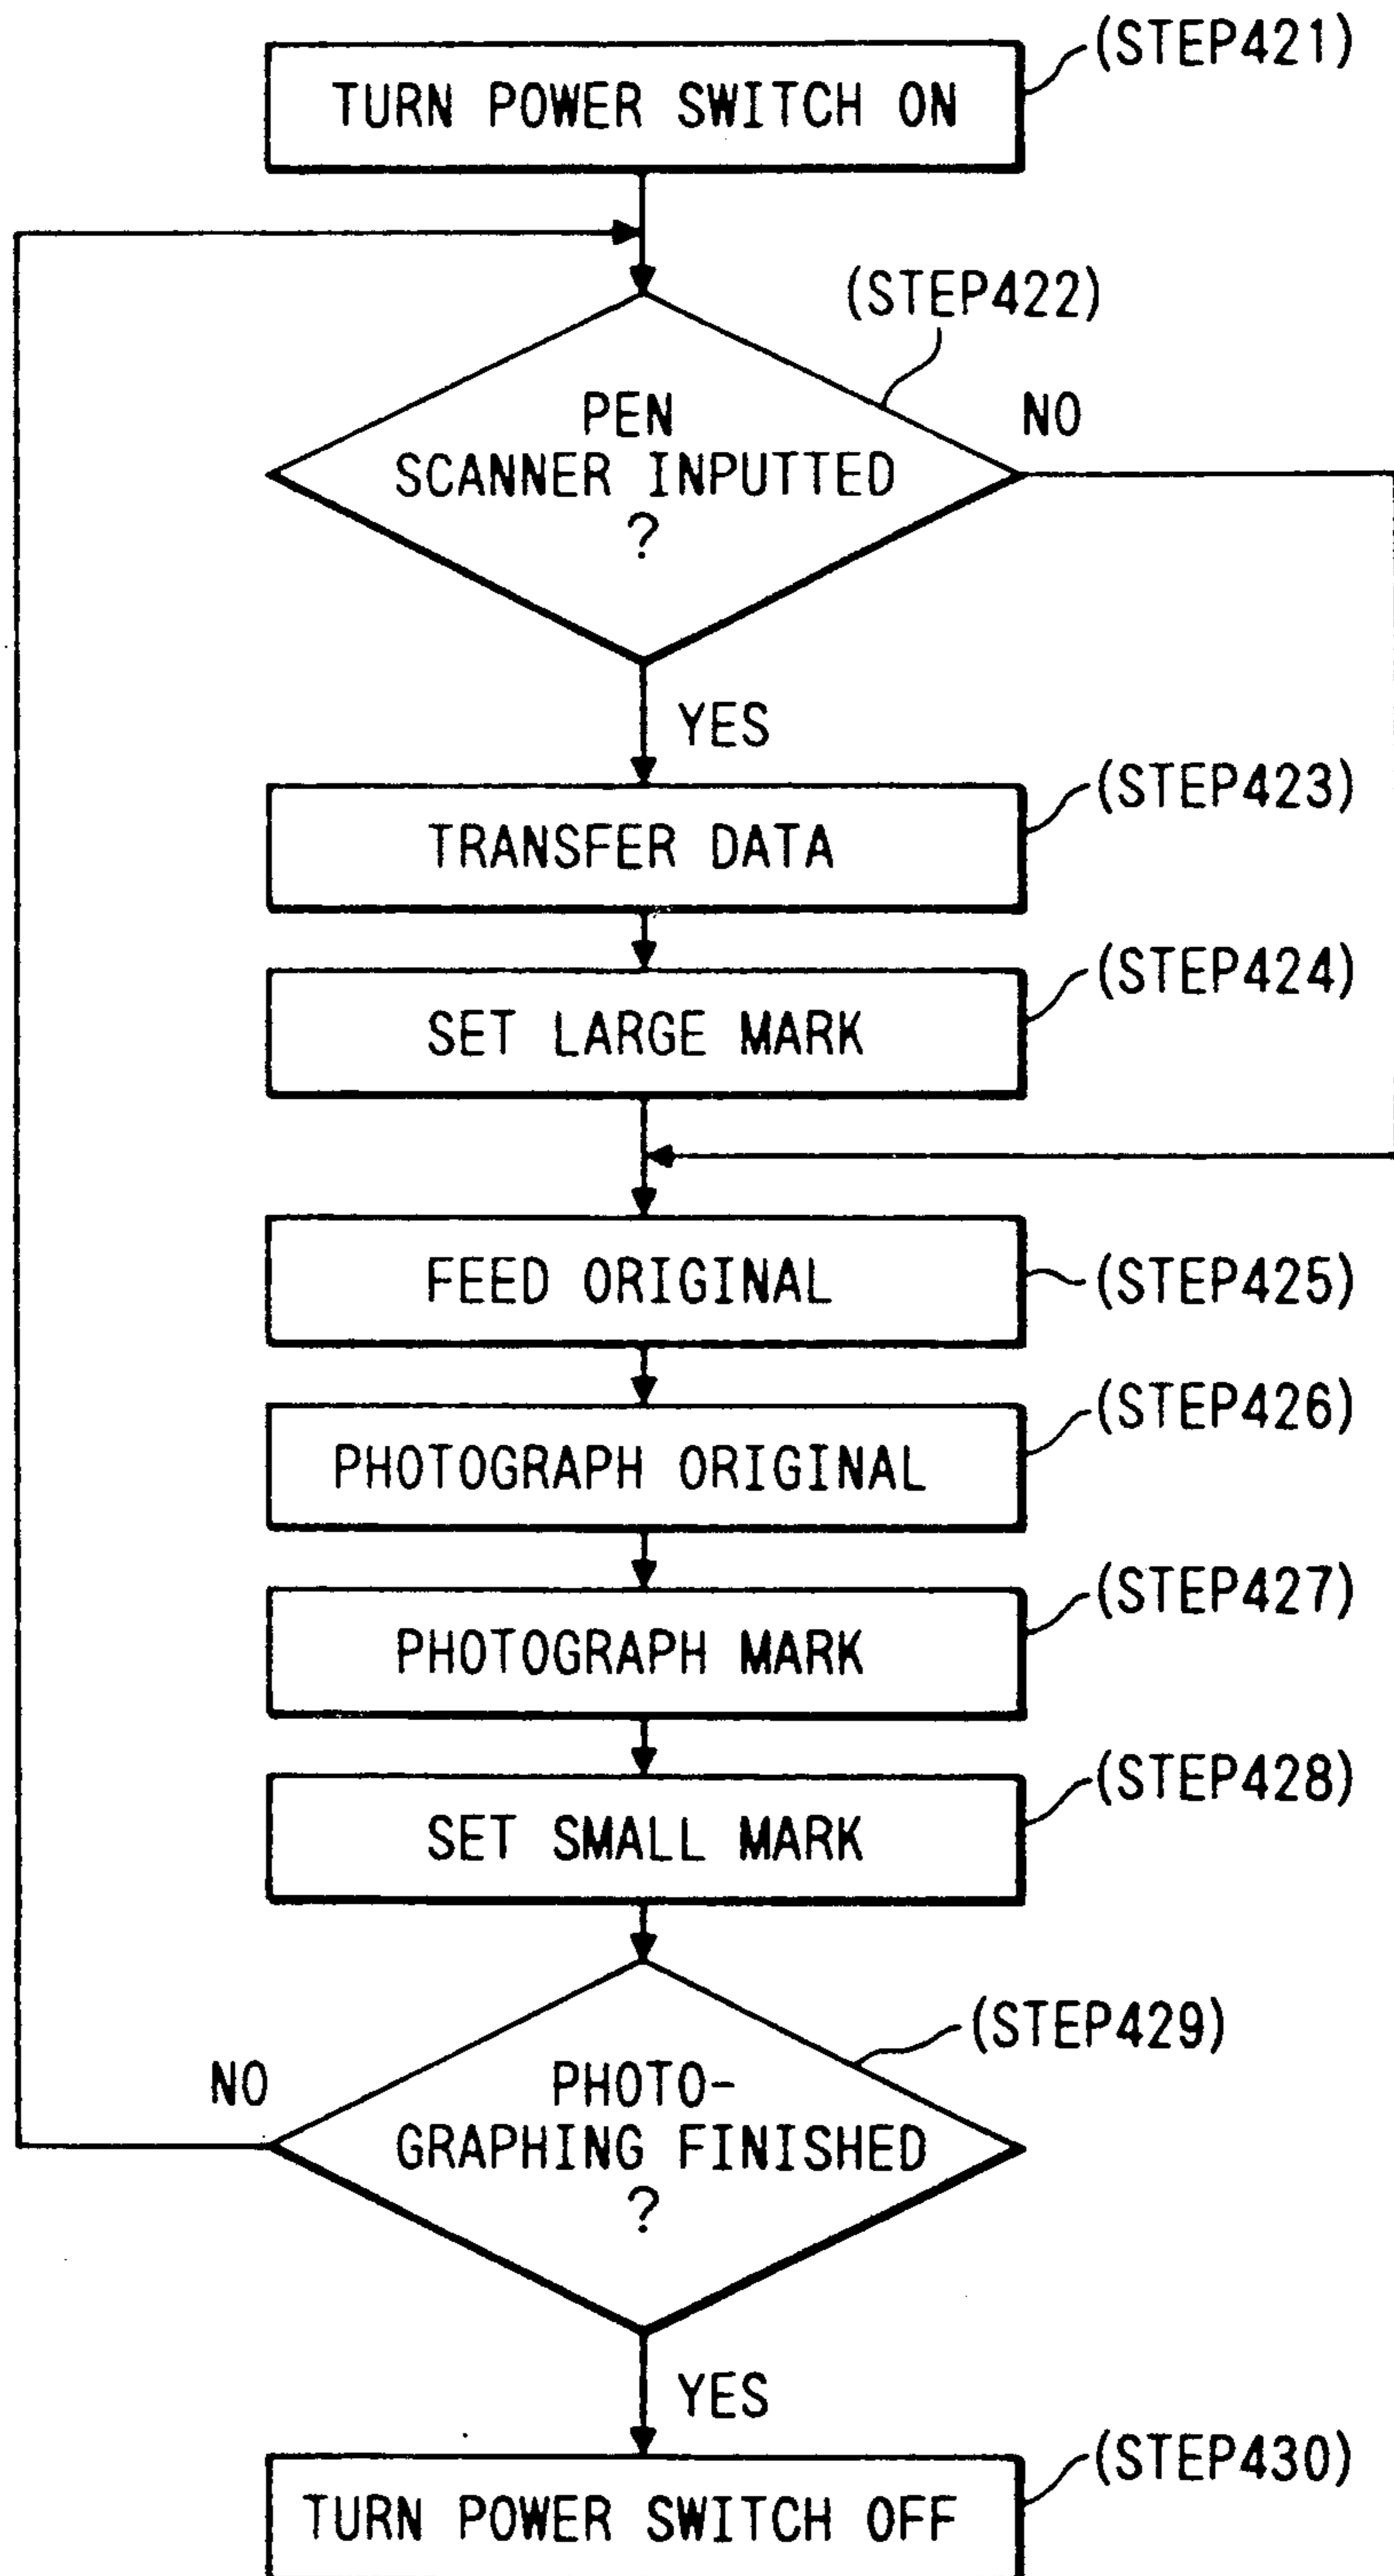 (STEP421)
TURN POWER SWITCH ON
(STEP422)
PEN
SCANNER INPUTTED
?
NO
YES
(STEP423)
TRANSFER DATA
(STEP424)
SET LARGE MARK
FEED ORIGINAL
(STEP425)
(STEP426)
PHOTOGRAPH ORIGINAL
(STEP427)
PHOTOGRAPH MARK
(STEP428)
SET SMALL MARK
(STEP429)
NO
PHOTO-
GRAPHING FINISHED
?
YES
(STEP430)
TURN POWER SWITCH OFF